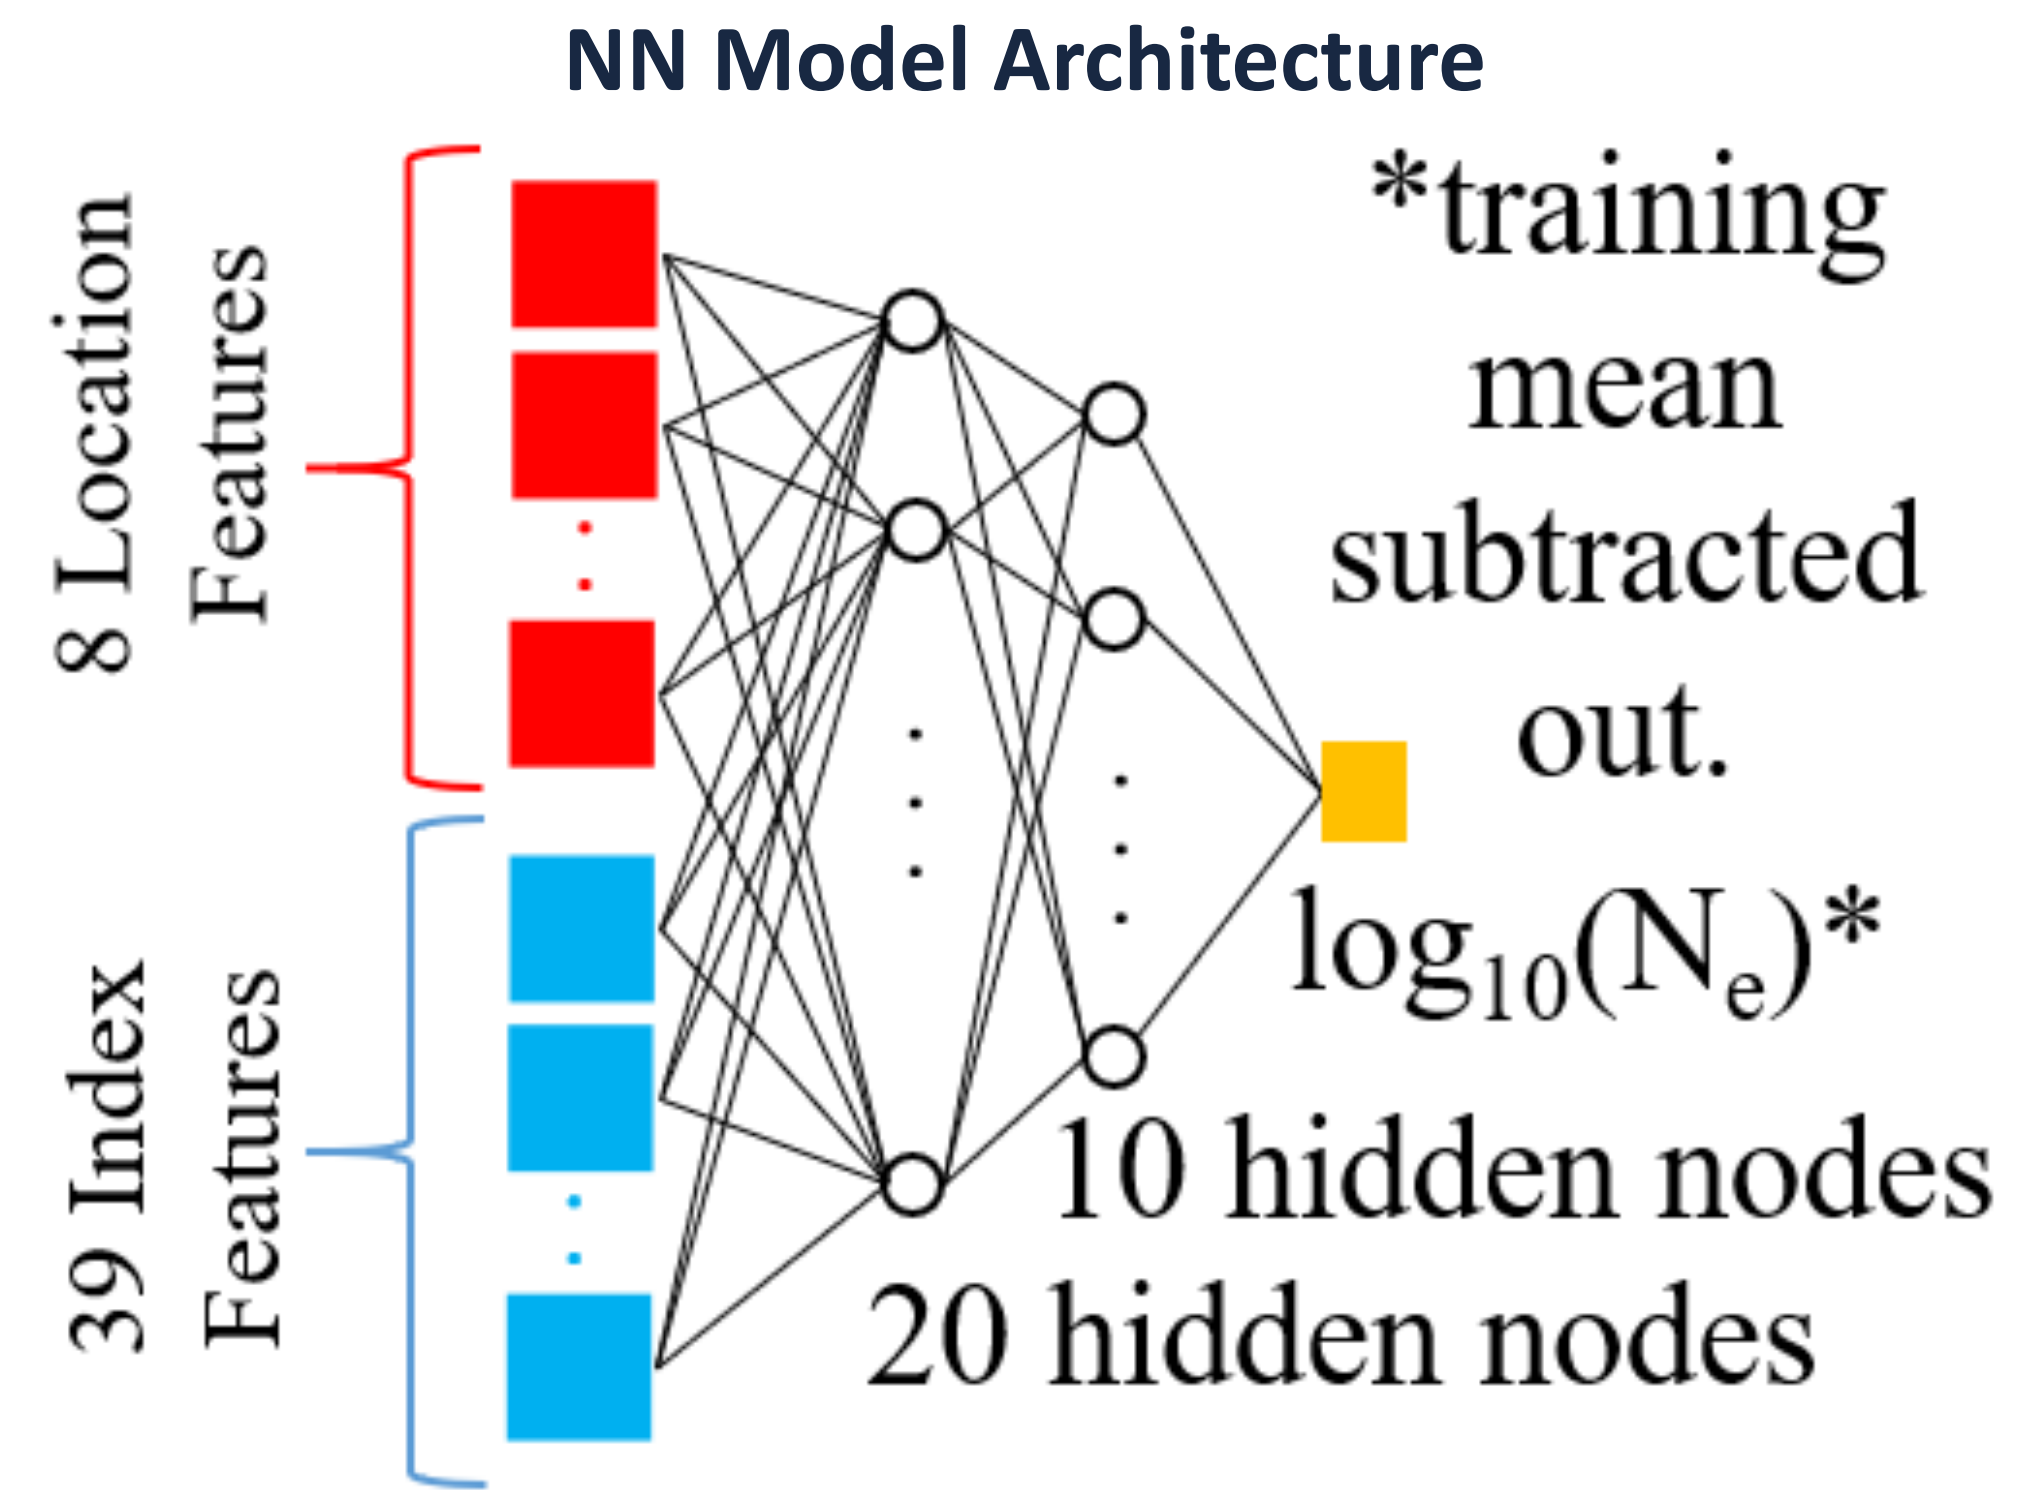 NN Model Architecture
8 Location
Features
39 Index
Features
*training
mean
subtracted
out.
log₁₀(Nₑ)*
10 hidden nodes
20 hidden nodes